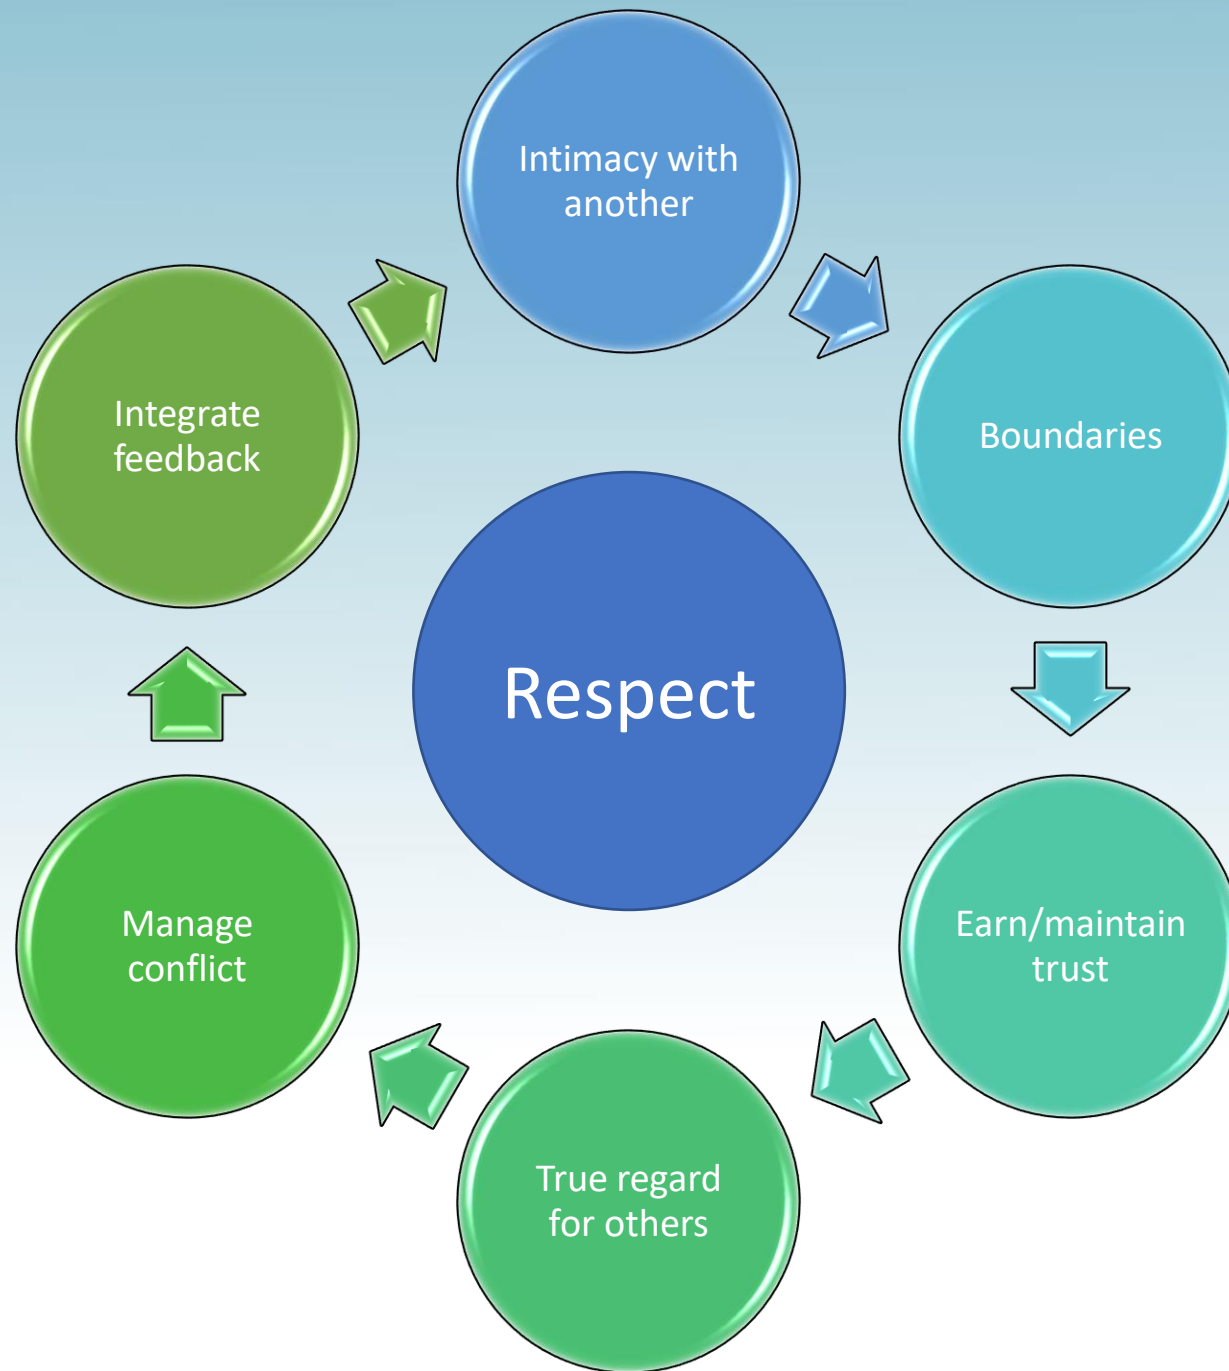 Intimacy with
another
Boundaries
Earn/maintain
trust
True regard
for others
Manage
conflict
Integrate
feedback
Respect